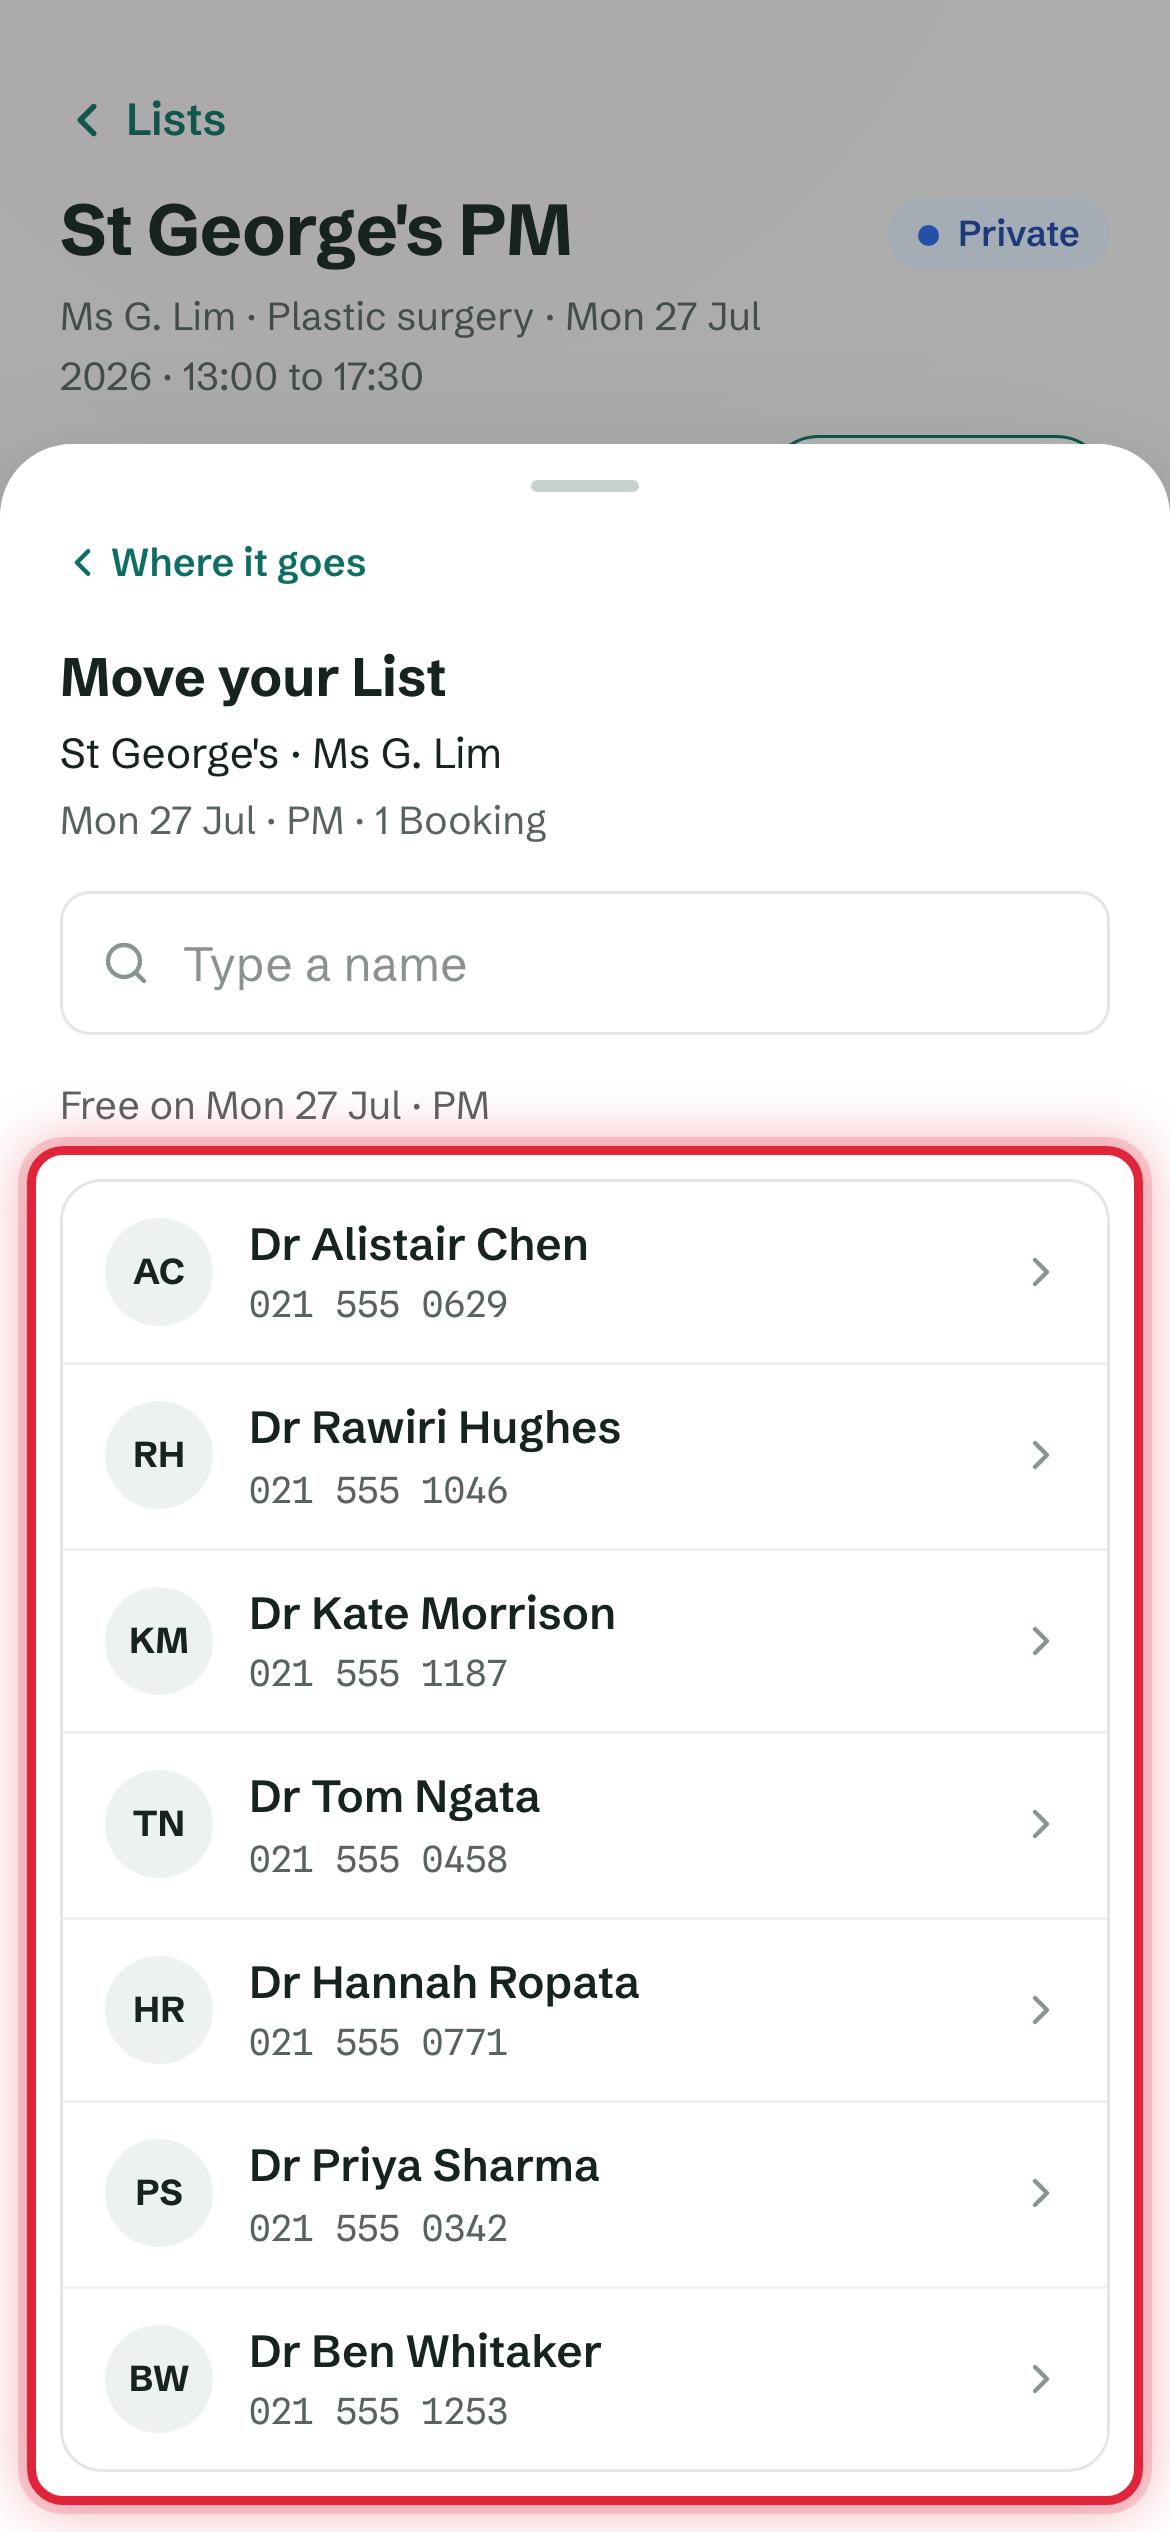 Lists
St George's PM
Private
Ms G. Lim · Plastic surgery · Mon 27 Jul
2026 · 13:00 to 17:30
Where it goes
Move your List
St George's · Ms G. Lim
Mon 27 Jul · PM · 1 Booking
Type a name
Free on Mon 27 Jul · PM
AC
Dr Alistair Chen
021 555 0629
RH
Dr Rawiri Hughes
021 555 1046
KM
Dr Kate Morrison
021 555 1187
TN
Dr Tom Ngata
021 555 0458
HR
Dr Hannah Ropata
021 555 0771
PS
Dr Priya Sharma
021 555 0342
BW
Dr Ben Whitaker
021 555 1253